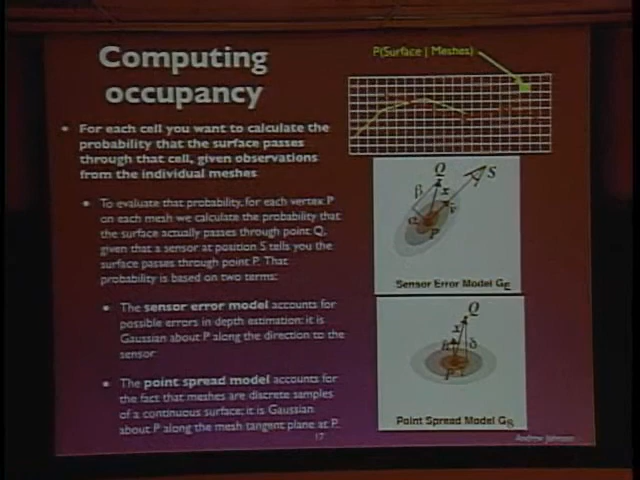 Computing
occupancy
• For each cell you want to calculate the
probability that the surface passes
through that cell, given observations
from the individual meshes
• To evaluate that probability, for each vertex P
on each mesh we calculate the probability that
the surface actually passes through point Q,
given that a sensor at position S tells you the
surface passes through point P. That
probability is based on two terms:
• The sensor error model accounts for
possible errors in depth estimation: it is
Gaussian about P along the direction to the
sensor
• The point spread model accounts for
the fact that meshes are discrete samples
of a continuous surface; it is Gaussian
about P along the mesh tangent plane at P.
17
P(Surface | Meshes)
Q
S
β
x
r
α
P
Sensor Error Model GE
Q
x
n δ
P
Point Spread Model GS
Andrew Johnson